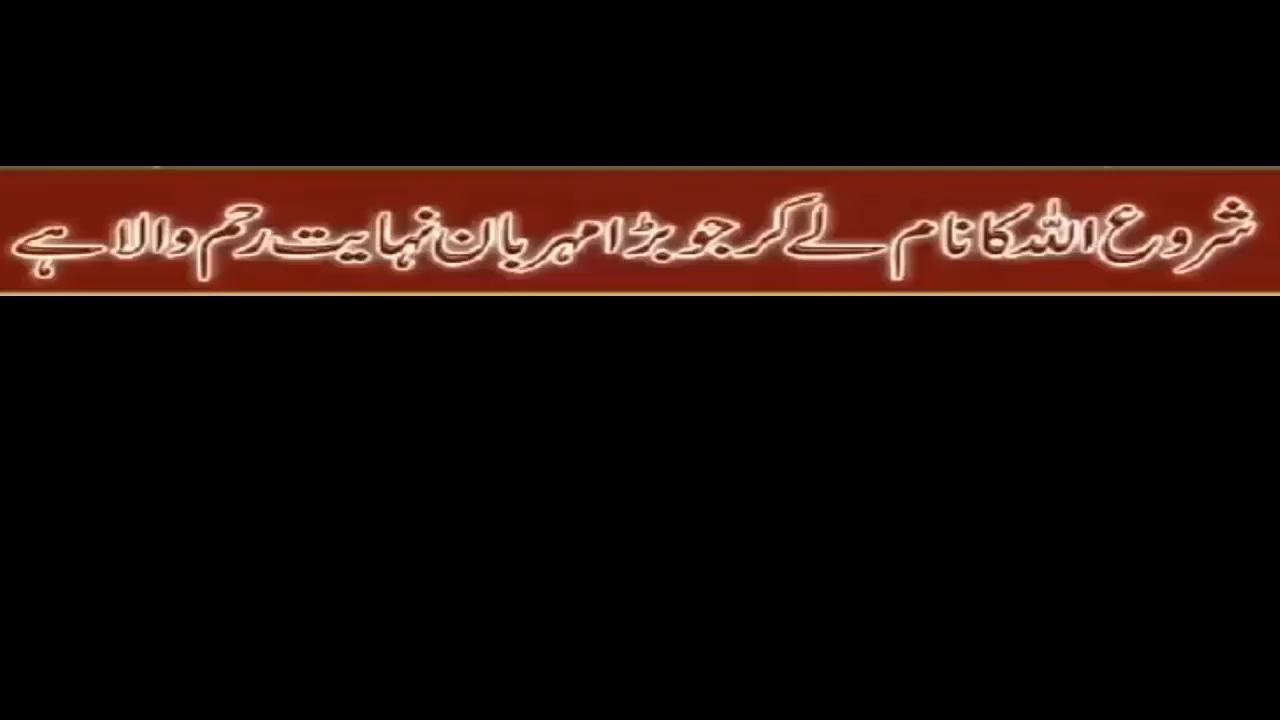 شروع اللہ کا نام لے کر جو بڑا مہربان نہایت رحم والا ہے